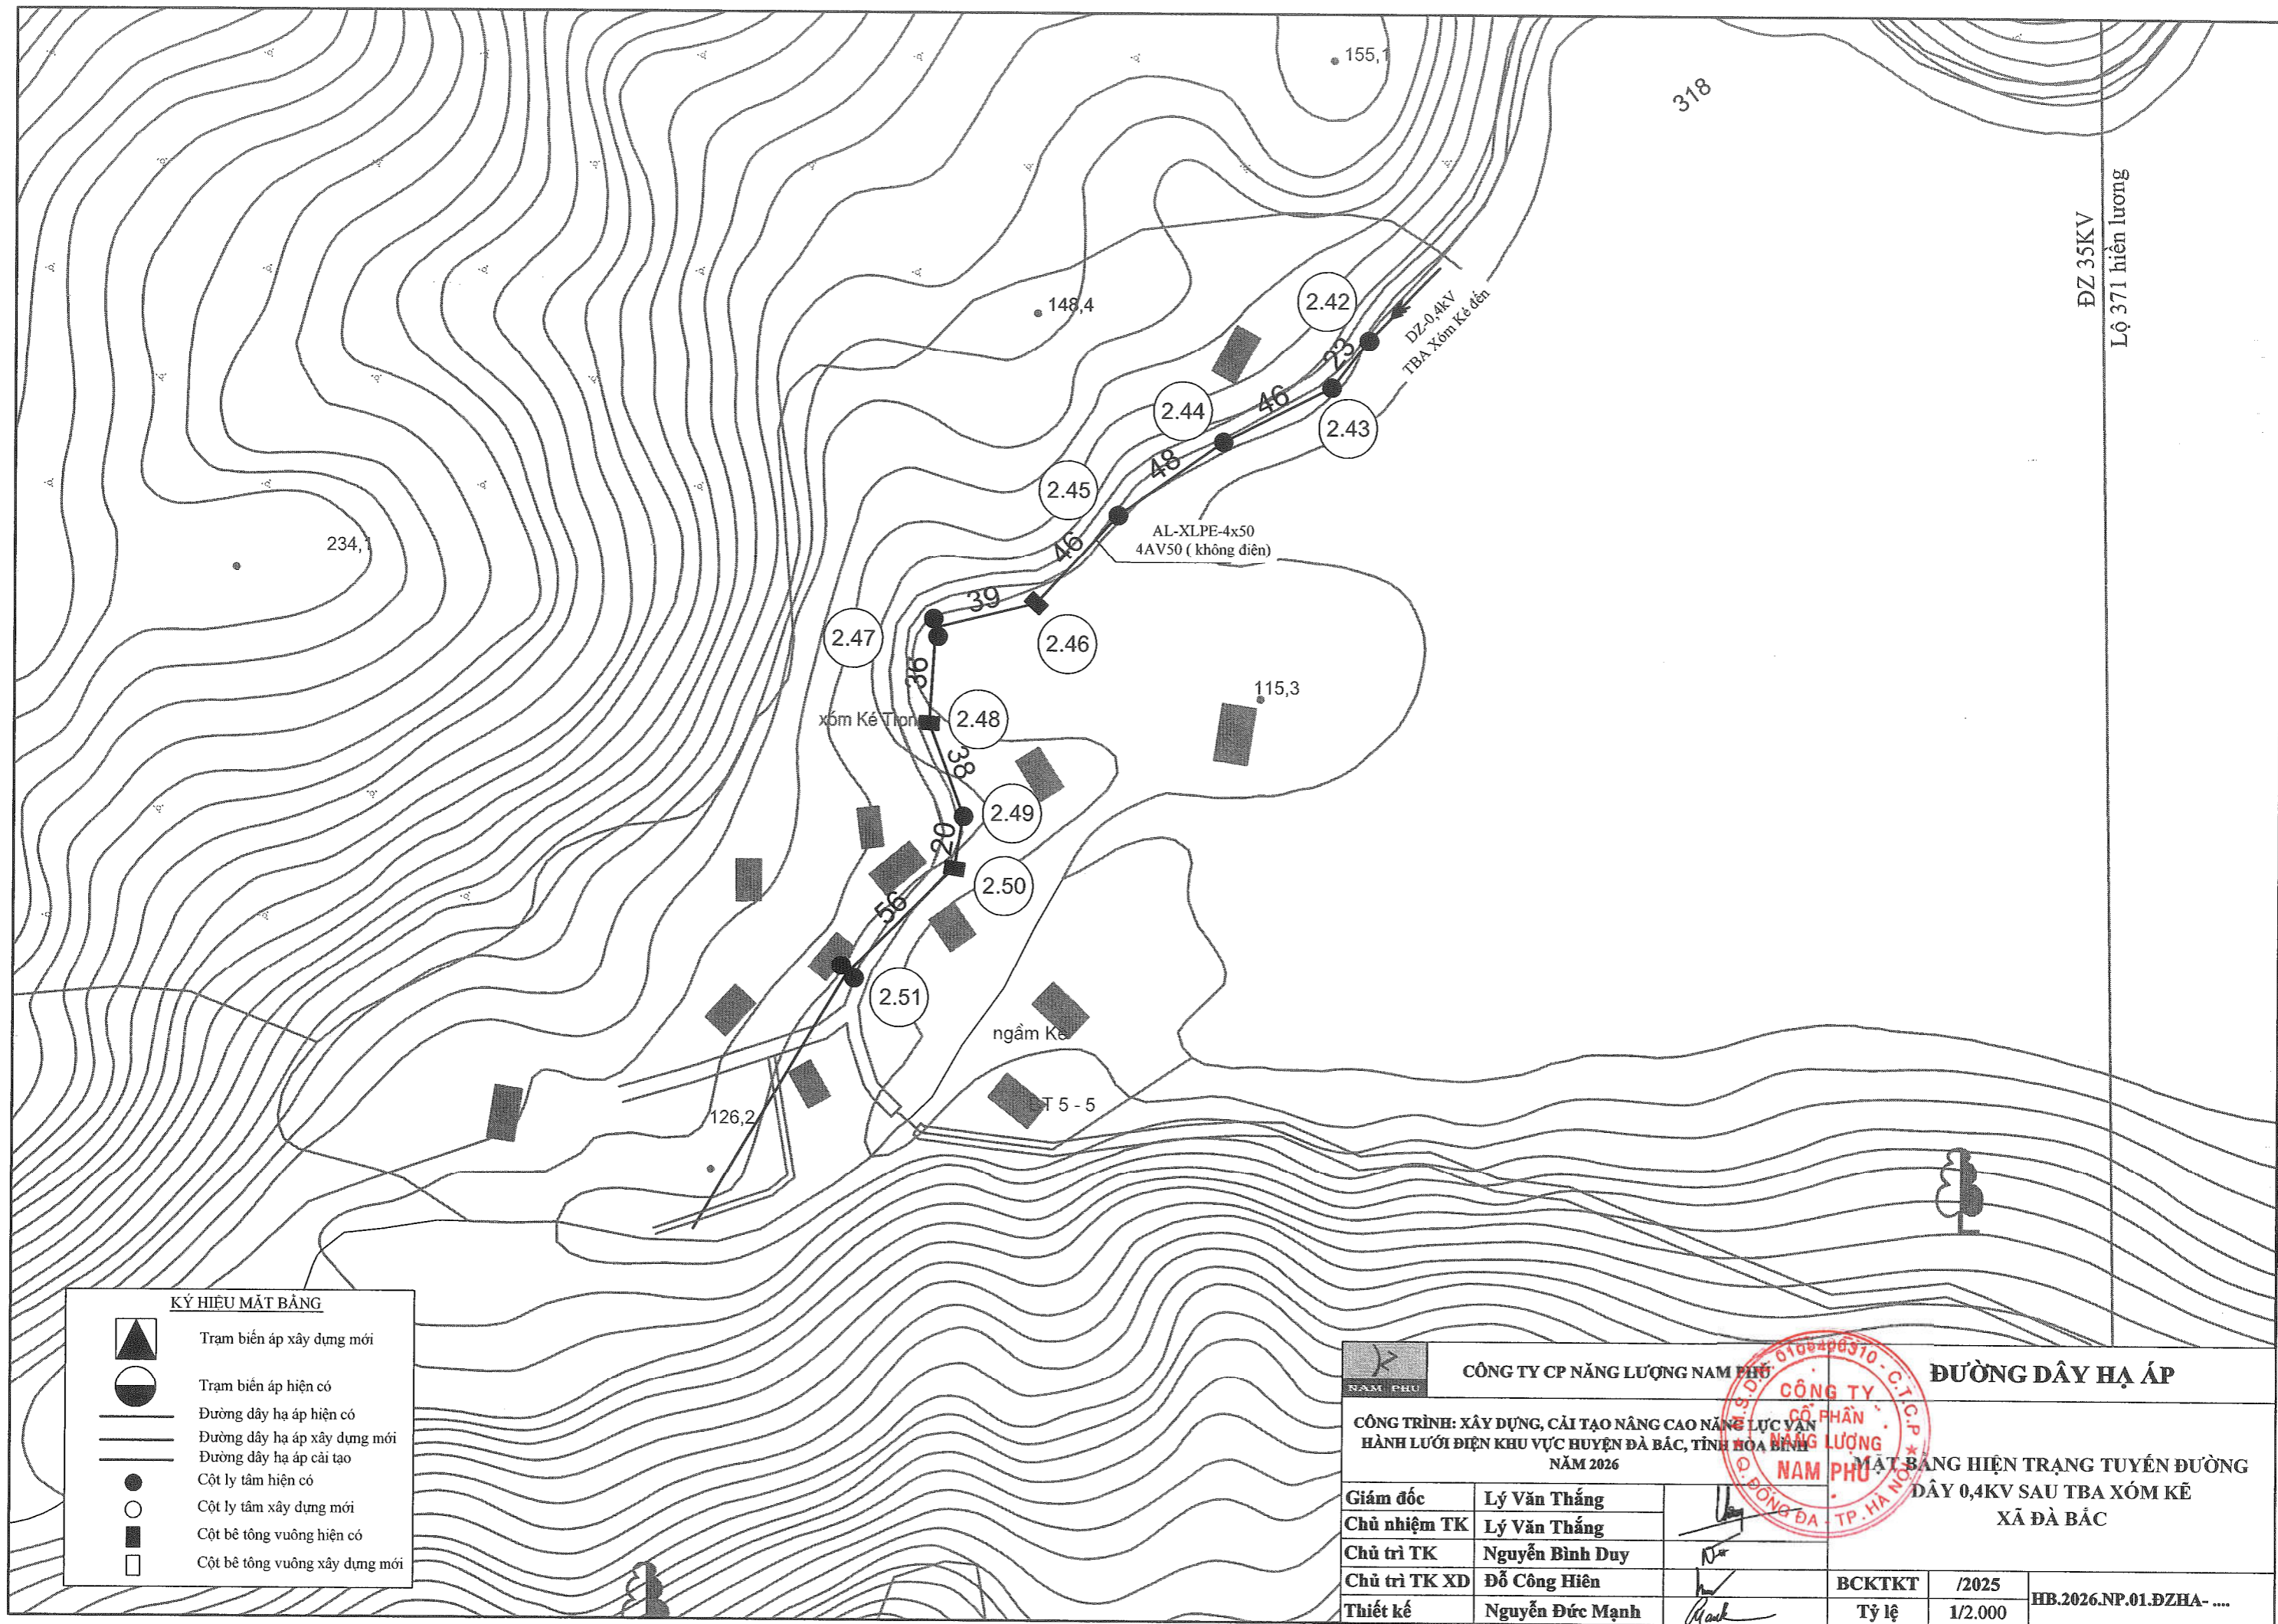 155,1
318
ĐZ 35KV
Lộ 371 hiền lương
148,4
2.42
DZ-0,4kV
TBA Xóm Kẻ đến
23
2.43
46
2.44
48
2.45
AL-XLPE-4x50
4AV50 ( không điện)
234,1
46
39
2.46
2.47
36
115,3
xóm Ké
2.48
38
2.49
20
2.50
56
2.51
ngầm Kẻ
5 - 5
126,2
KÝ HIỆU MẶT BẰNG
Trạm biến áp xây dựng mới
Trạm biến áp hiện có
Đường dây hạ áp hiện có
Đường dây hạ áp xây dựng mới
Đường dây hạ áp cải tạo
Cột ly tâm hiện có
Cột ly tâm xây dựng mới
Cột bê tông vuông hiện có
Cột bê tông vuông xây dựng mới
NAM PHU
CÔNG TY CP NĂNG LƯỢNG NAM PHÚ
ĐƯỜNG DÂY HẠ ÁP
CÔNG TRÌNH: XÂY DỰNG, CẢI TẠO NÂNG CAO NĂNG LỰC VẬN
HÀNH LƯỚI ĐIỆN KHU VỰC HUYỆN ĐÀ BẮC, TỈNH HÒA BÌNH
NĂM 2026
MẶT BẰNG HIỆN TRẠNG TUYẾN ĐƯỜNG
DÂY 0,4KV SAU TBA XÓM KẼ
XÃ ĐÀ BẮC
CÔNG TY
CỔ PHẦN
NĂNG LƯỢNG
NAM PHÚ
Q. ĐỐNG ĐA - TP. HÀ NỘI
Giám đốc Lý Văn Thắng
Chủ nhiệm TK Lý Văn Thắng
Chủ trì TK Nguyễn Bình Duy
Chủ trì TK XD Đỗ Công Hiên
Thiết kế Nguyễn Đức Mạnh
BCKTKT /2025
Tỷ lệ 1/2.000
HB.2026.NP.01.ĐZHA- ....